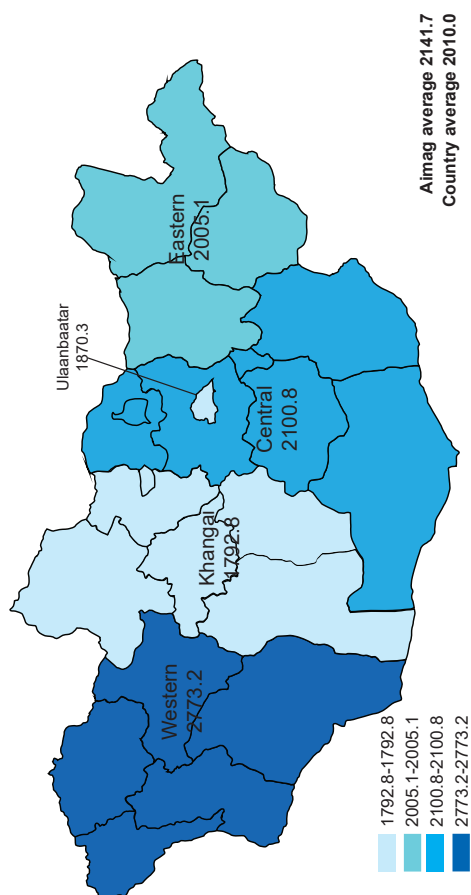 Ulaanbaatar
1870.3
Eastern
2005.1
Central
2100.8
Khangai
1792.8
Western
2773.2
1792.8-1792.8
2005.1-2005.1
2100.8-2100.8
2773.2-2773.2
Aimag average 2141.7
Country average 2010.0